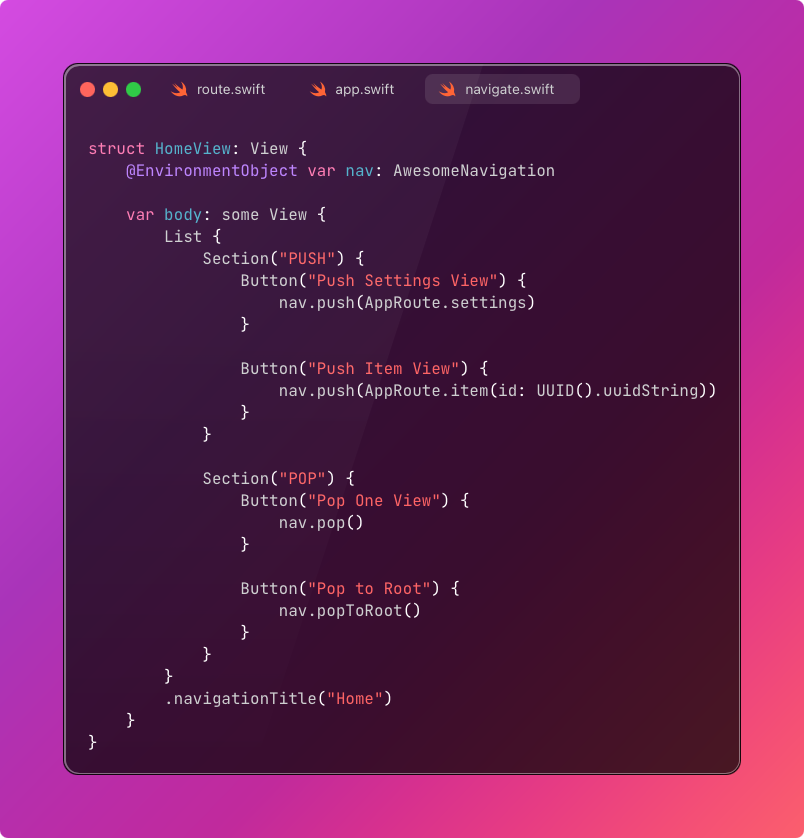 route.swift app.swift navigate.swift
struct HomeView: View {
    @EnvironmentObject var nav: AwesomeNavigation

    var body: some View {
        List {
            Section("PUSH") {
                Button("Push Settings View") {
                    nav.push(AppRoute.settings)
                }

                Button("Push Item View") {
                    nav.push(AppRoute.item(id: UUID().uuidString))
                }
            }

            Section("POP") {
                Button("Pop One View") {
                    nav.pop()
                }

                Button("Pop to Root") {
                    nav.popToRoot()
                }
            }
        }
        .navigationTitle("Home")
    }
}